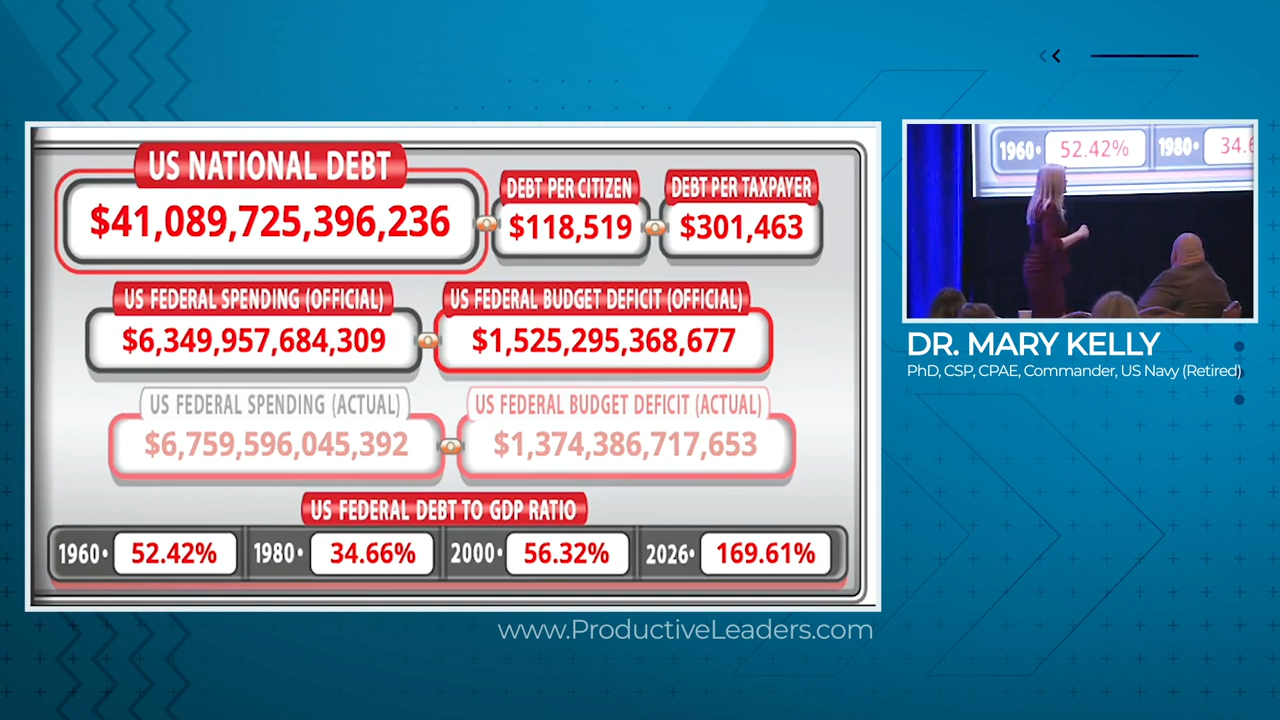 US NATIONAL DEBT
$41,089,725,396,236
DEBT PER CITIZEN
$118,519
DEBT PER TAXPAYER
$301,463
US FEDERAL SPENDING (OFFICIAL)
$6,349,957,684,309
US FEDERAL BUDGET DEFICIT (OFFICIAL)
$1,525,295,368,677
US FEDERAL SPENDING (ACTUAL)
$6,759,596,045,392
US FEDERAL BUDGET DEFICIT (ACTUAL)
$1,374,386,717,653
US FEDERAL DEBT TO GDP RATIO
1960• 52.42% 1980• 34.66% 2000• 56.32% 2026• 169.61%
www.ProductiveLeaders.com
1960• 52.42% 1980• 34.6
DR. MARY KELLY
PhD, CSP, CPAE, Commander, US Navy (Retired)